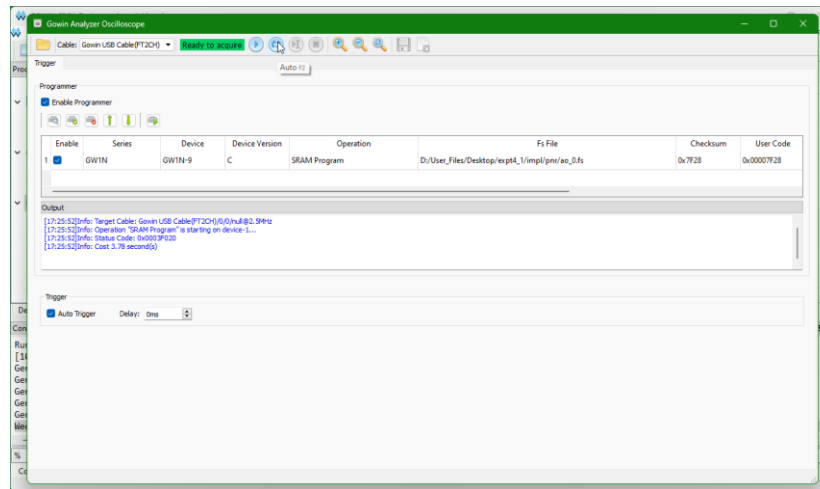 Gowin Analyzer Oscilloscope
Cable: Gowin USB Cable(FT2CH) Ready to acquire
Auto F2
Trigger
Programmer
Enable Programmer
Enable Series Device Device Version Operation Fs File Checksum User Code
1 GW1N GW1N-9 C SRAM Program D:/User_Files/Desktop/expt4_1/impl/pnr/ao_0.fs 0x7F28 0x00007F28
Output
[17:25:52]Info: Target Cable: Gowin USB Cable(FT2CH)/0/0/null@2.5MHz
[17:25:52]Info: Operation "SRAM Program" is starting on device-1...
[17:25:52]Info: Status Code: 0x0003F020
[17:25:52]Info: Cost 3.78 second(s)
Trigger
Auto Trigger Delay: 0ms
%